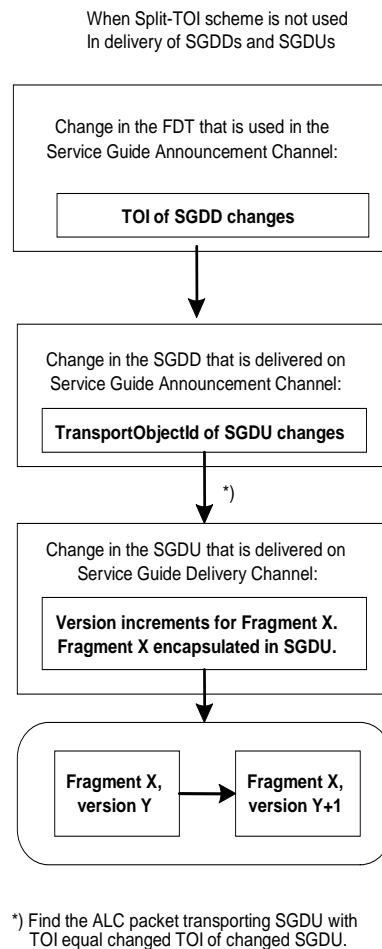 When Split-TOI scheme is not used
In delivery of SGDDs and SGDUs
Change in the FDT that is used in the
Service Guide Announcement Channel:
TOI of SGDD changes
Change in the SGDD that is delivered on
Service Guide Announcement Channel:
TransportObjectId of SGDU changes
*)
Change in the SGDU that is delivered on
Service Guide Delivery Channel:
Version increments for Fragment X.
Fragment X encapsulated in SGDU.
Fragment X,
version Y
Fragment X,
version Y+1
*) Find the ALC packet transporting SGDU with
TOI equal changed TOI of changed SGDU.